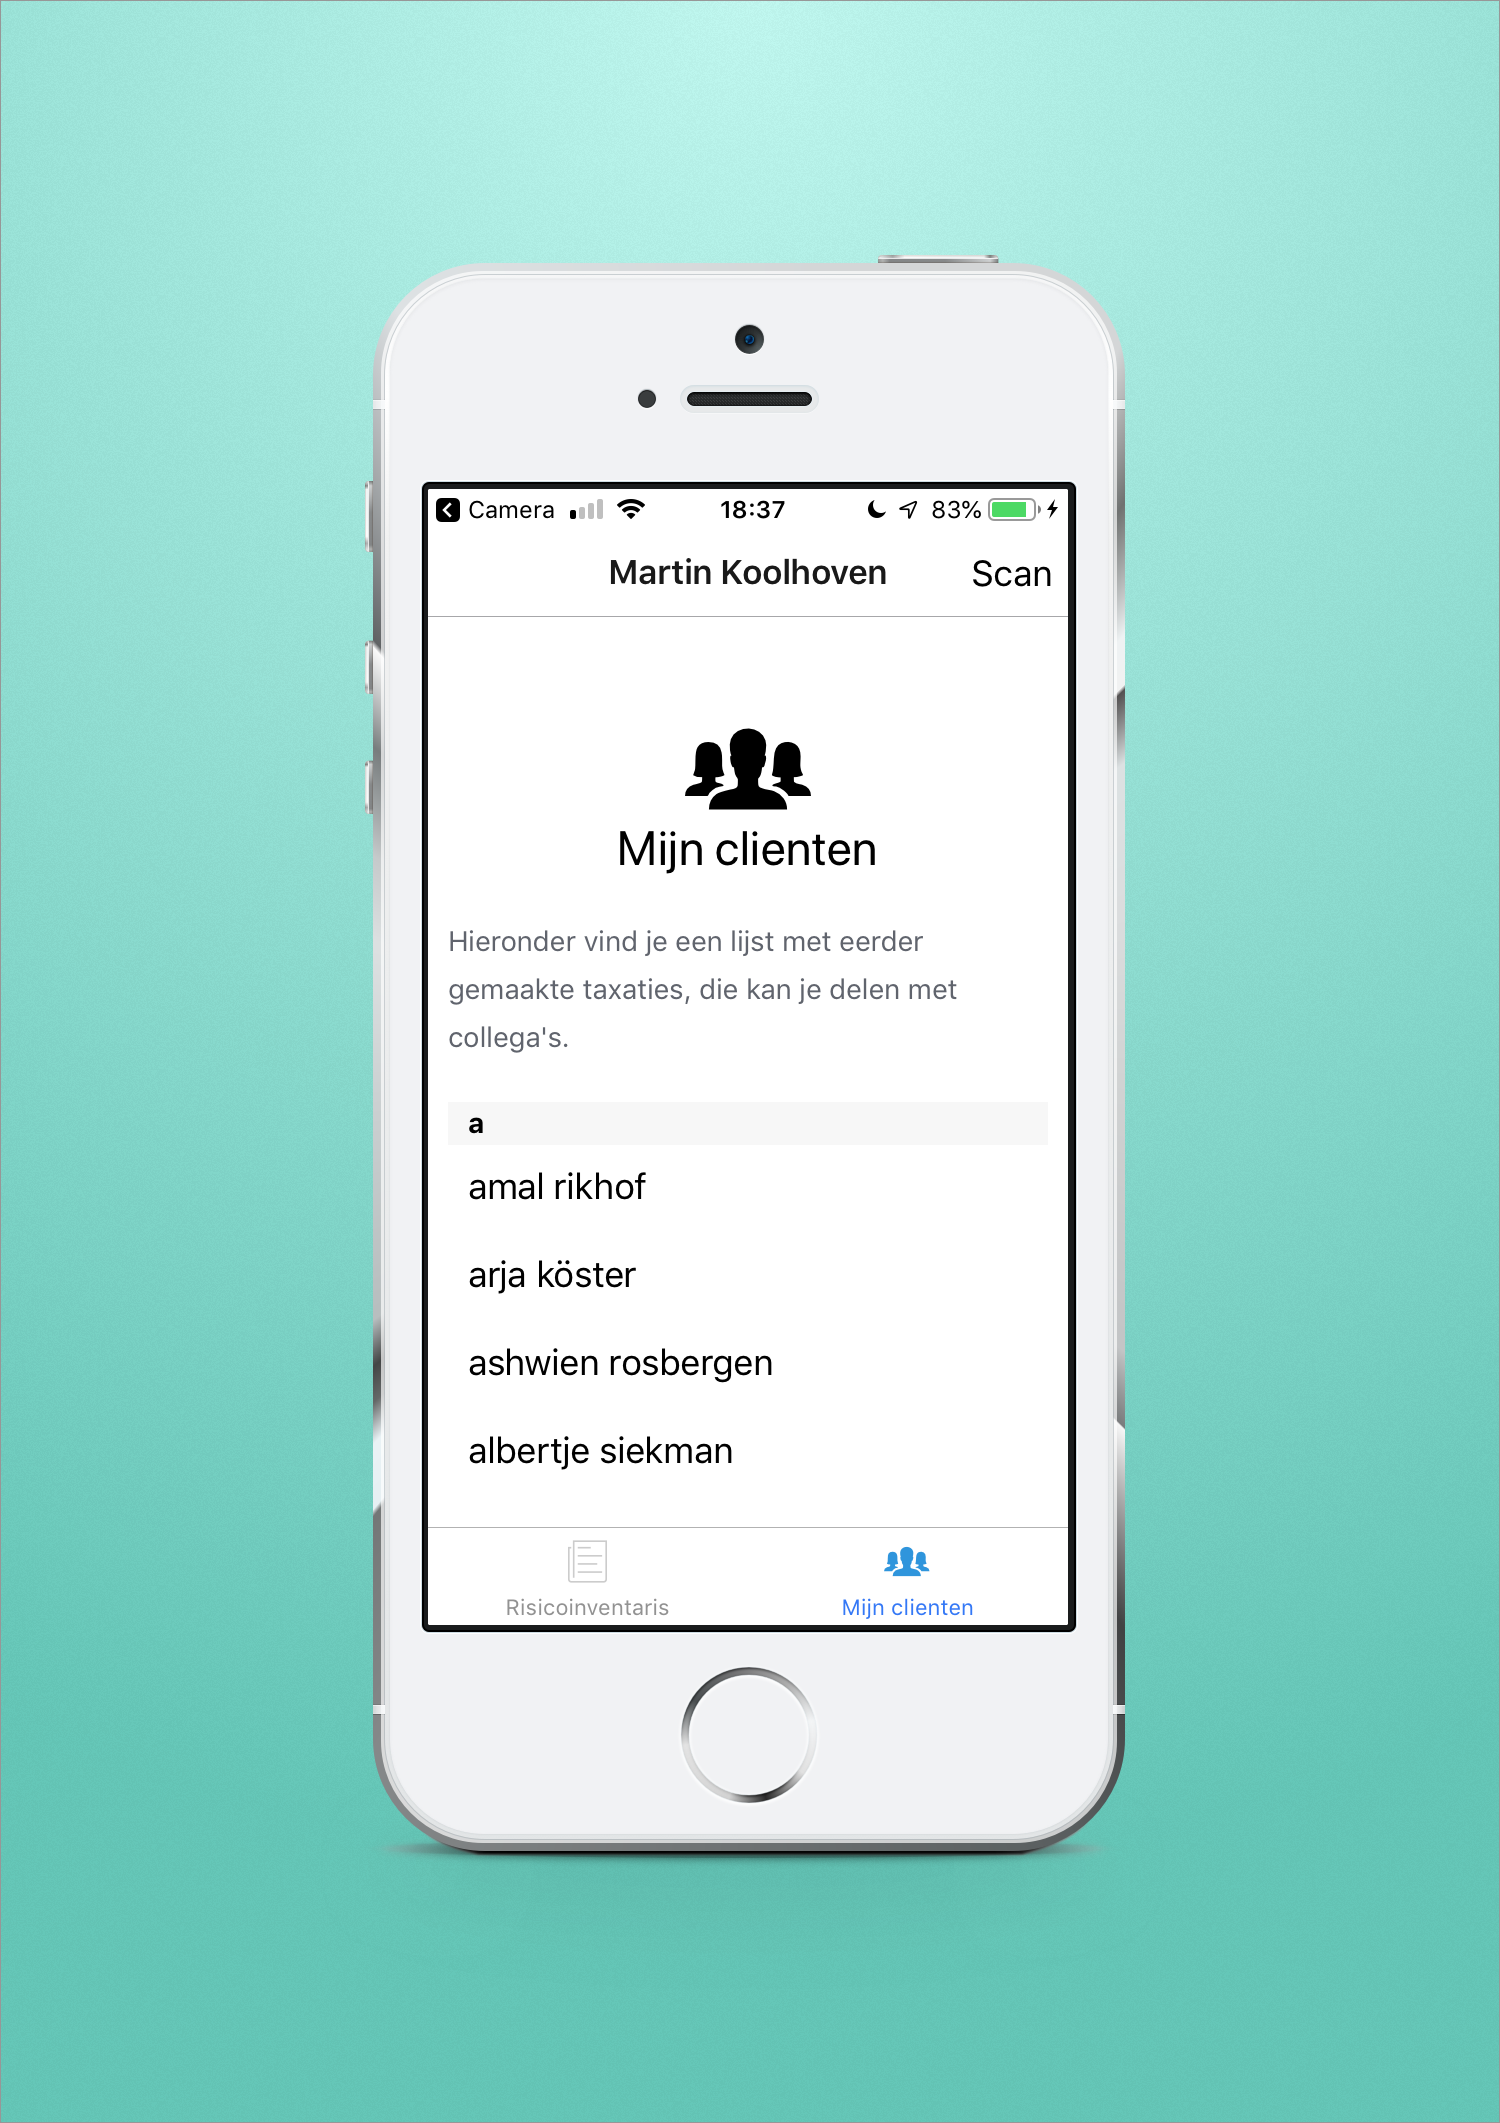 Camera 18:37 83%
Martin Koolhoven Scan
Mijn clienten
Hieronder vind je een lijst met eerder
gemaakte taxaties, die kan je delen met
collega's.
a
amal rikhof
arja köster
ashwien rosbergen
albertje siekman
Risicoinventaris Mijn clienten